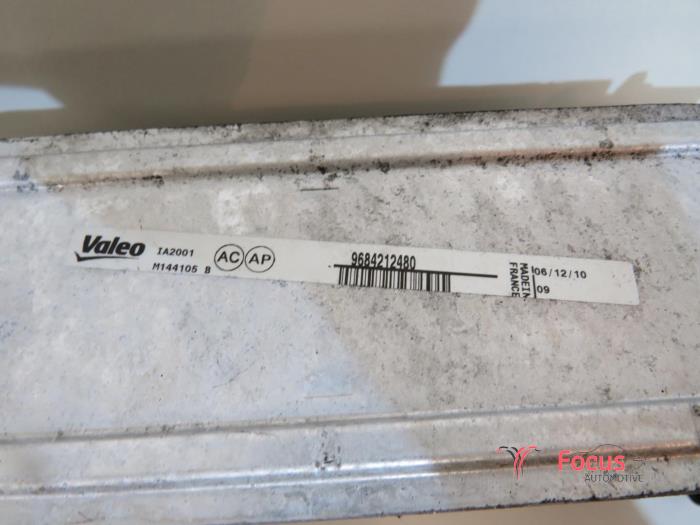 Valeo
IA2001
M144105 B
AC AP
9684212480
MADE IN
FRANCE
06/12/10
09
FOCUS
AUTOMOTIVE